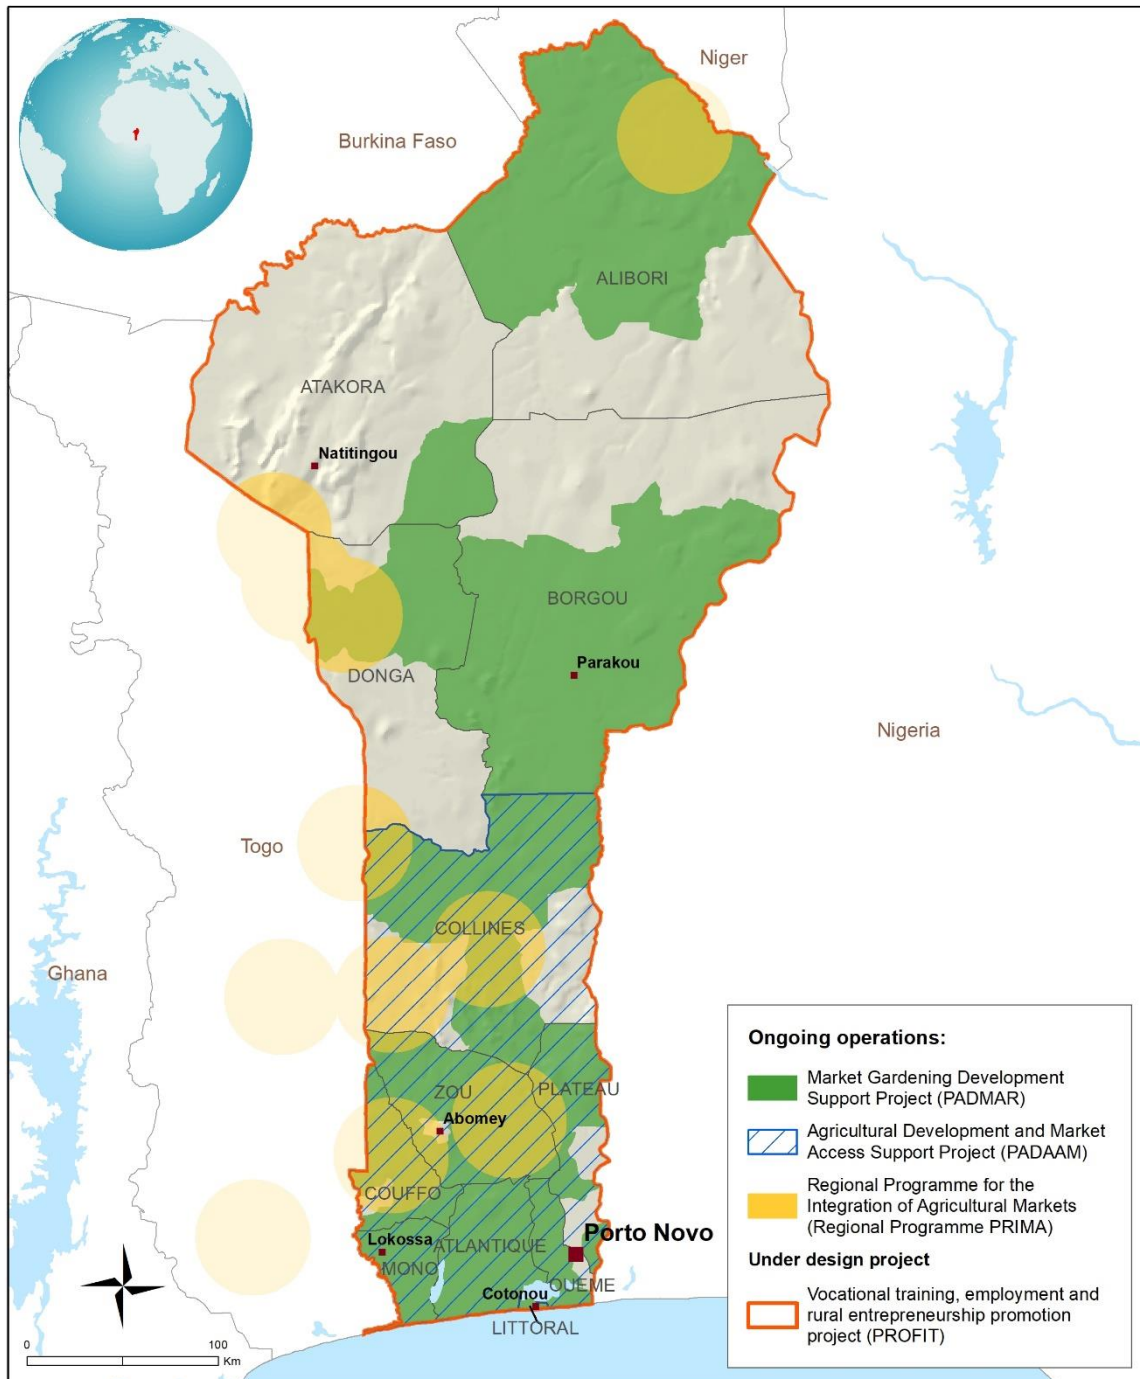 Niger
Burkina Faso
ALIBORI
ATAKORA
Natitingou
BORGOU
Parakou
DONGA
Nigeria
Togo
COLLINES
Ghana
ZOU
PLATEAU
Abomey
COUFFO
Lokossa
ATLANTIQUE
Porto Novo
MONO
OUEME
Cotonou
LITTORAL
0 100
Km
Ongoing operations:
Market Gardening Development
Support Project (PADMAR)
Agricultural Development and Market
Access Support Project (PADAAM)
Regional Programme for the
Integration of Agricultural Markets
(Regional Programme PRIMA)
Under design project
Vocational training, employment and
rural entrepreneurship promotion
project (PROFIT)